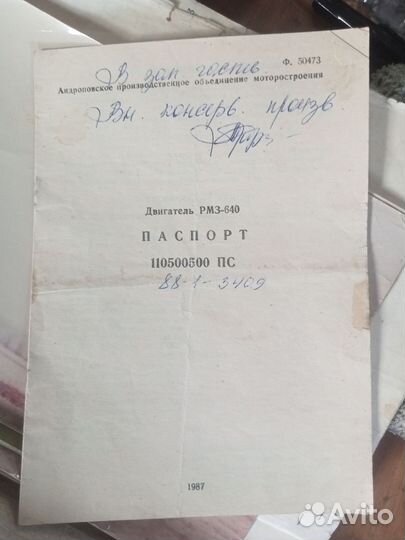 Ф. 50473
В зап части
Андроповское производственное объединение моторостроения
Вн. консерв. произв.
Двигатель РМЗ-640
ПАСПОРТ
110500500 ПС
88-1-3409
1987
Avito